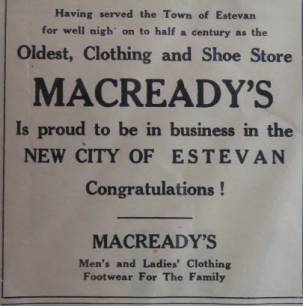 Having served the Town of Estevan
for well nigh on to half a century as the
Oldest, Clothing and Shoe Store
MACREADY'S
Is proud to be in business in the
NEW CITY OF ESTEVAN
Congratulations !
MACREADY'S
Men's and Ladies' Clothing
Footwear For The Family